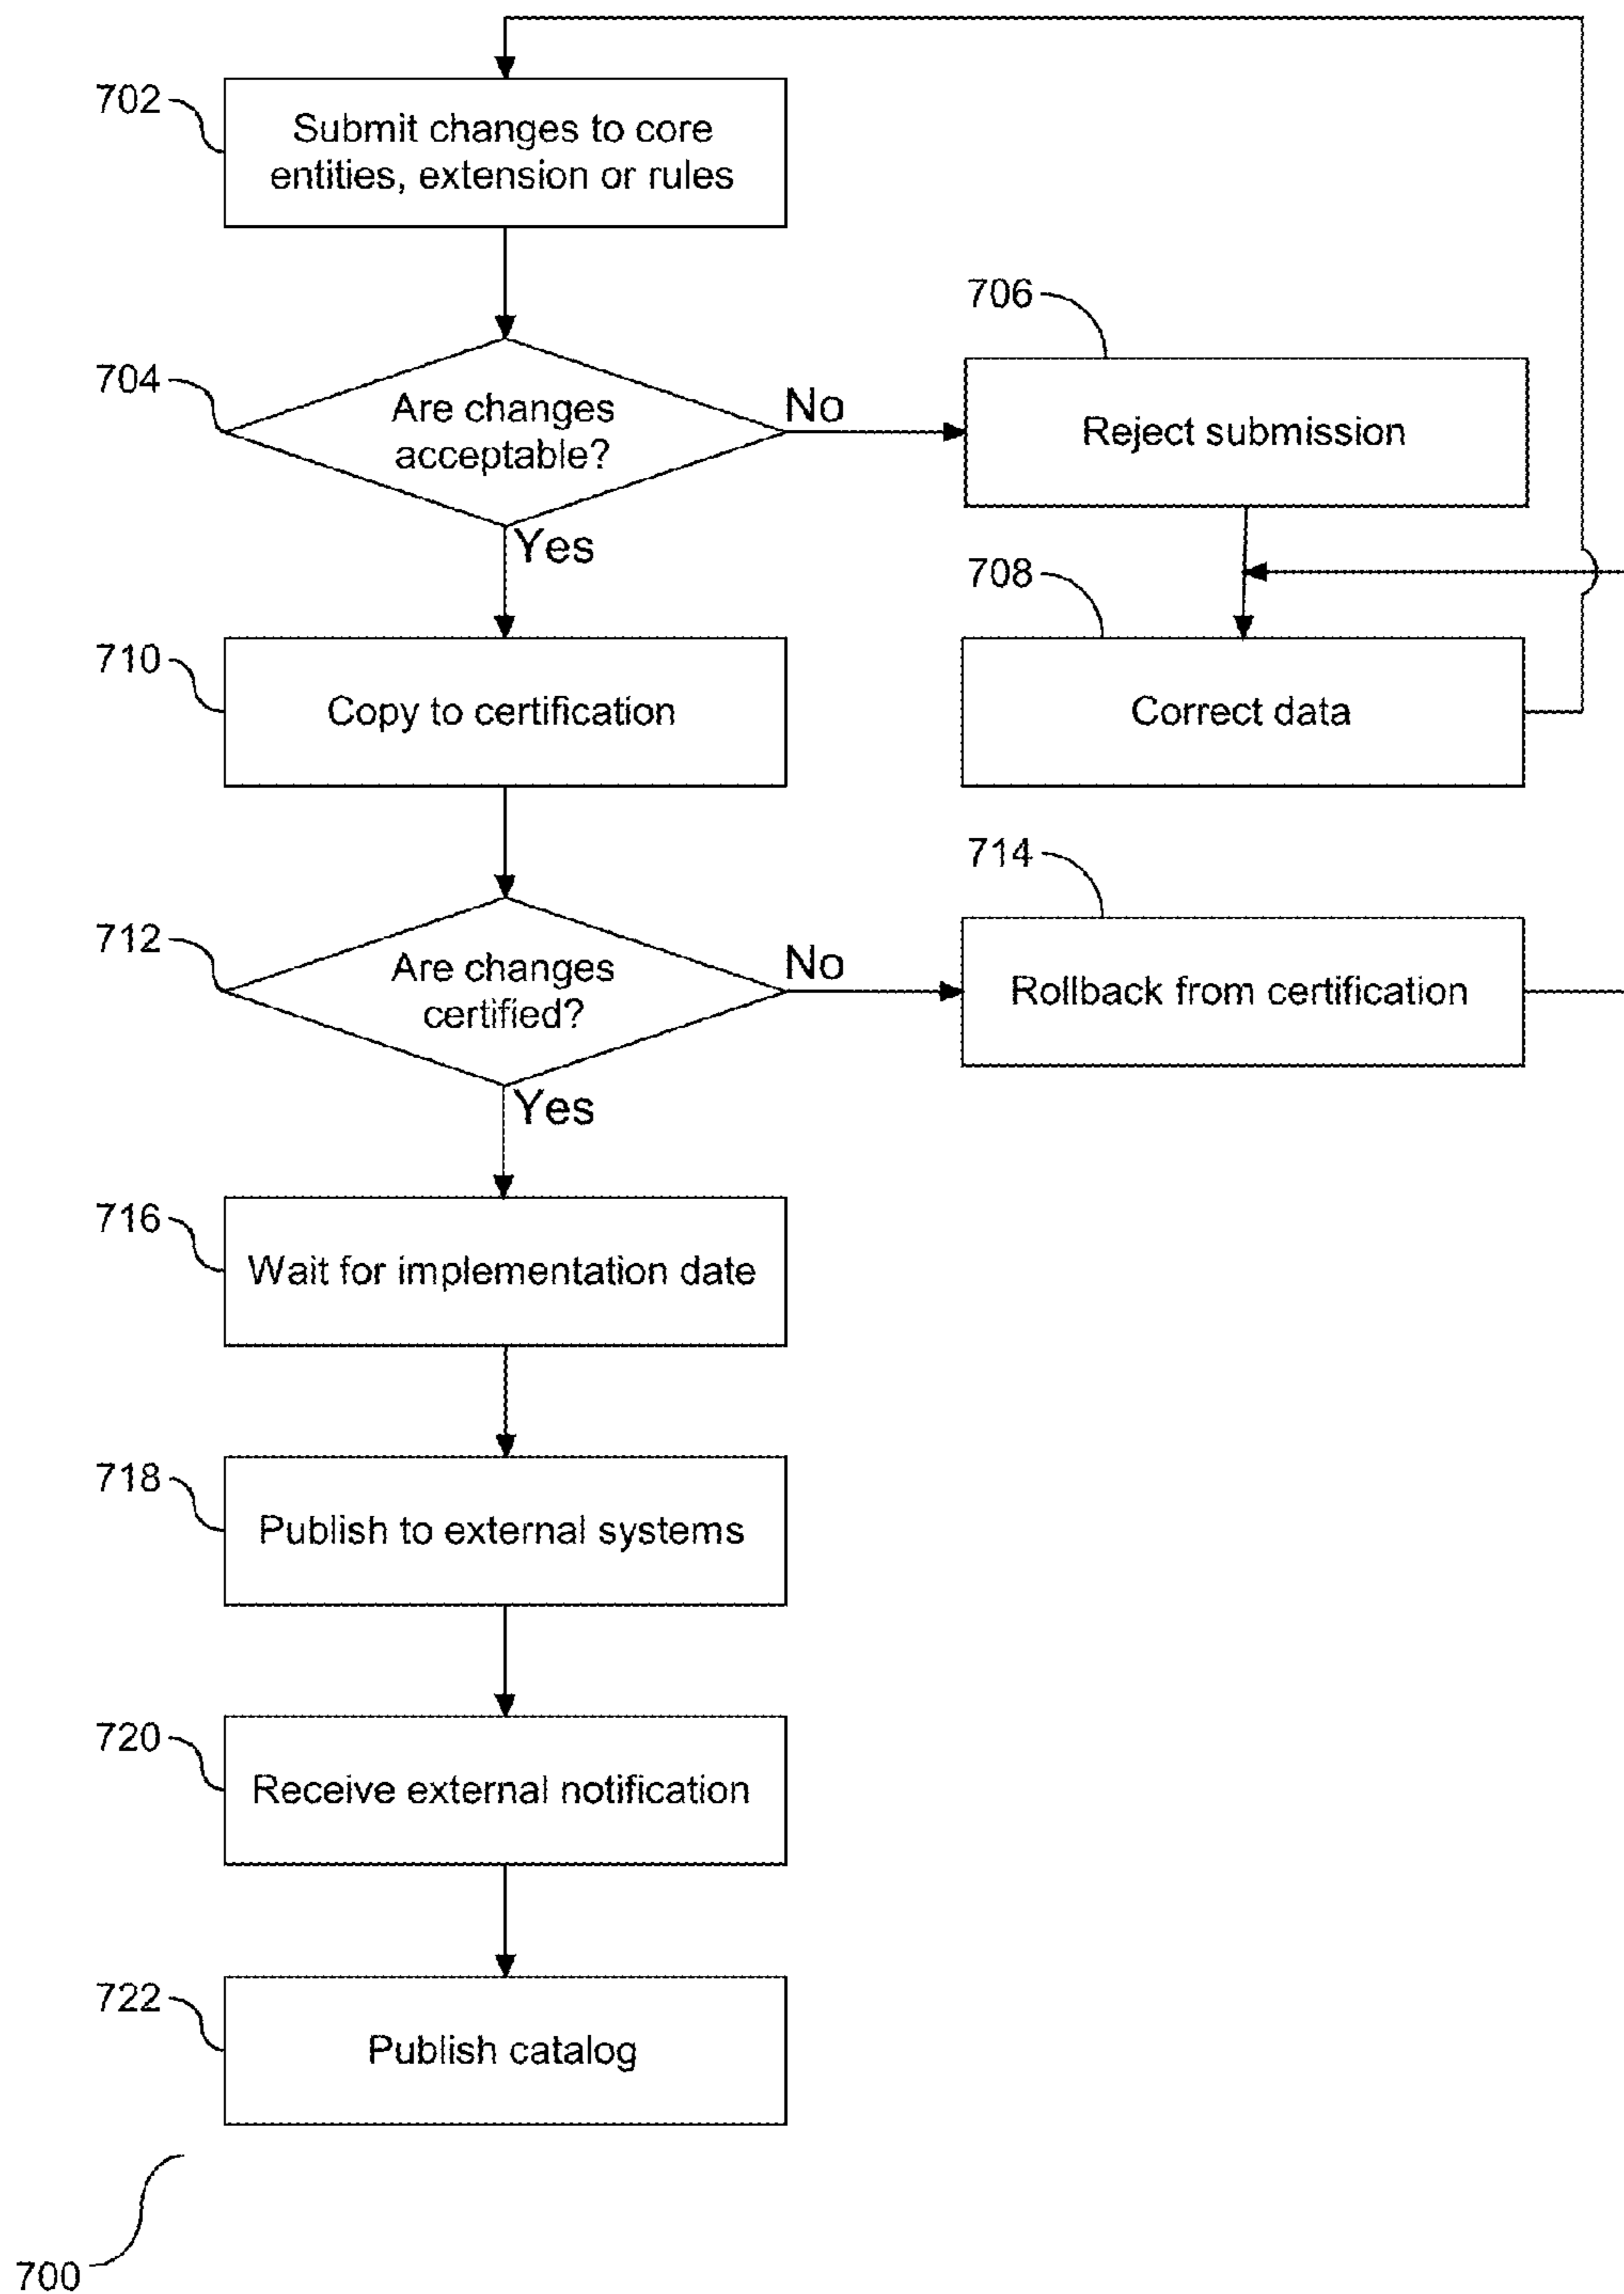 702
Submit changes to core
entities, extension or rules
706
704
Are changes
acceptable?
No
Reject submission
Yes
708
710
Copy to certification
Correct data
714
712
Are changes
certified?
No
Rollback from certification
Yes
716
Wait for implementation date
718
Publish to external systems
720
Receive external notification
722
Publish catalog
700